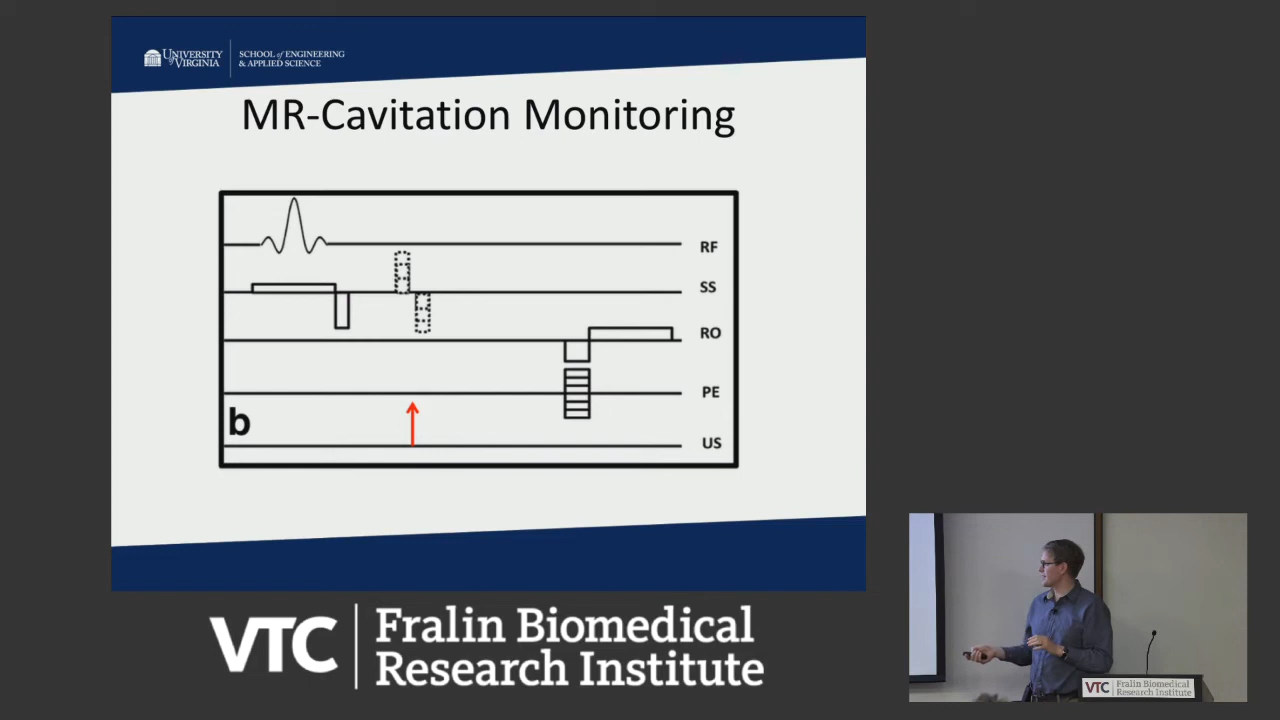 UNIVERSITY of VIRGINIA
SCHOOL of ENGINEERING
& APPLIED SCIENCE
MR-Cavitation Monitoring
RF
SS
RO
PE
b
US
VTC
Fralin Biomedical
Research Institute
VTC
Fralin Biomedical
Research Institute